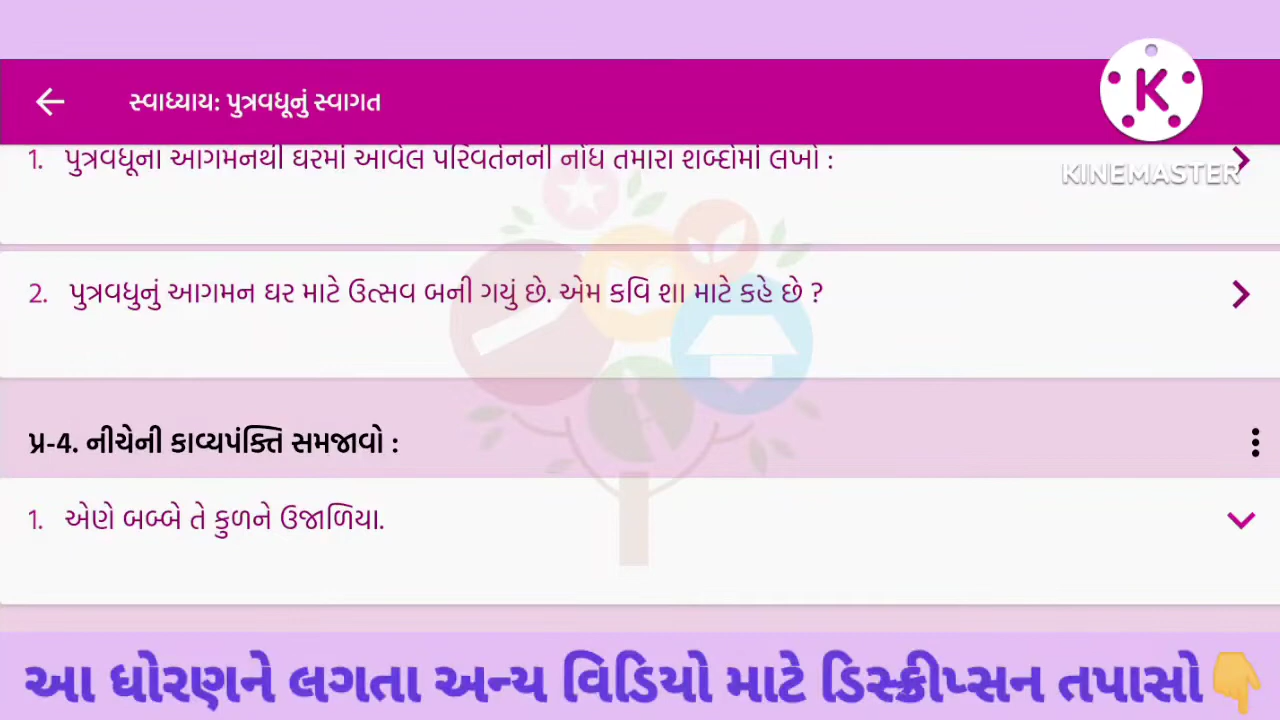 સ્વાધ્યાય: પુત્રવધૂનું સ્વાગત
K
KINEMASTER
1. પુત્રવધૂના આગમનથી ઘરમાં આવેલ પરિવર્તનની નોંધ તમારા શબ્દોમાં લખો :
2. પુત્રવધુનું આગમન ઘર માટે ઉત્સવ બની ગયું છે. એમ કવિ શા માટે કહે છે ?
પ્ર-4. નીચેની કાવ્યપંક્તિ સમજાવો :
1. એણે બબ્બે તે કુળને ઉજાળિયા.
આ ધોરણને લગતા અન્ય વિડિયો માટે ડિસ્ક્રીપ્સન તપાસો👇